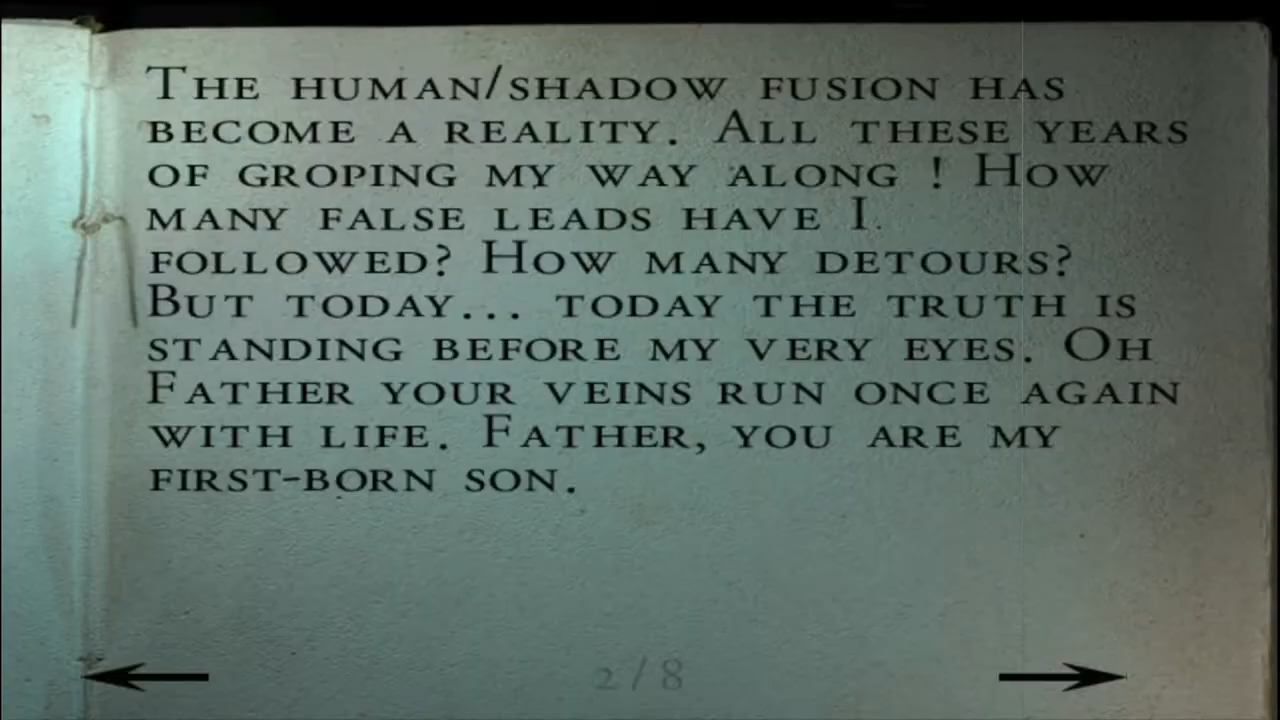 The human/shadow fusion has
become a reality. All these years
of groping my way along ! How
many false leads have I
followed? How many detours?
But today... today the truth is
standing before my very eyes. Oh
Father your veins run once again
with life. Father, you are my
first-born son.
2 / 8